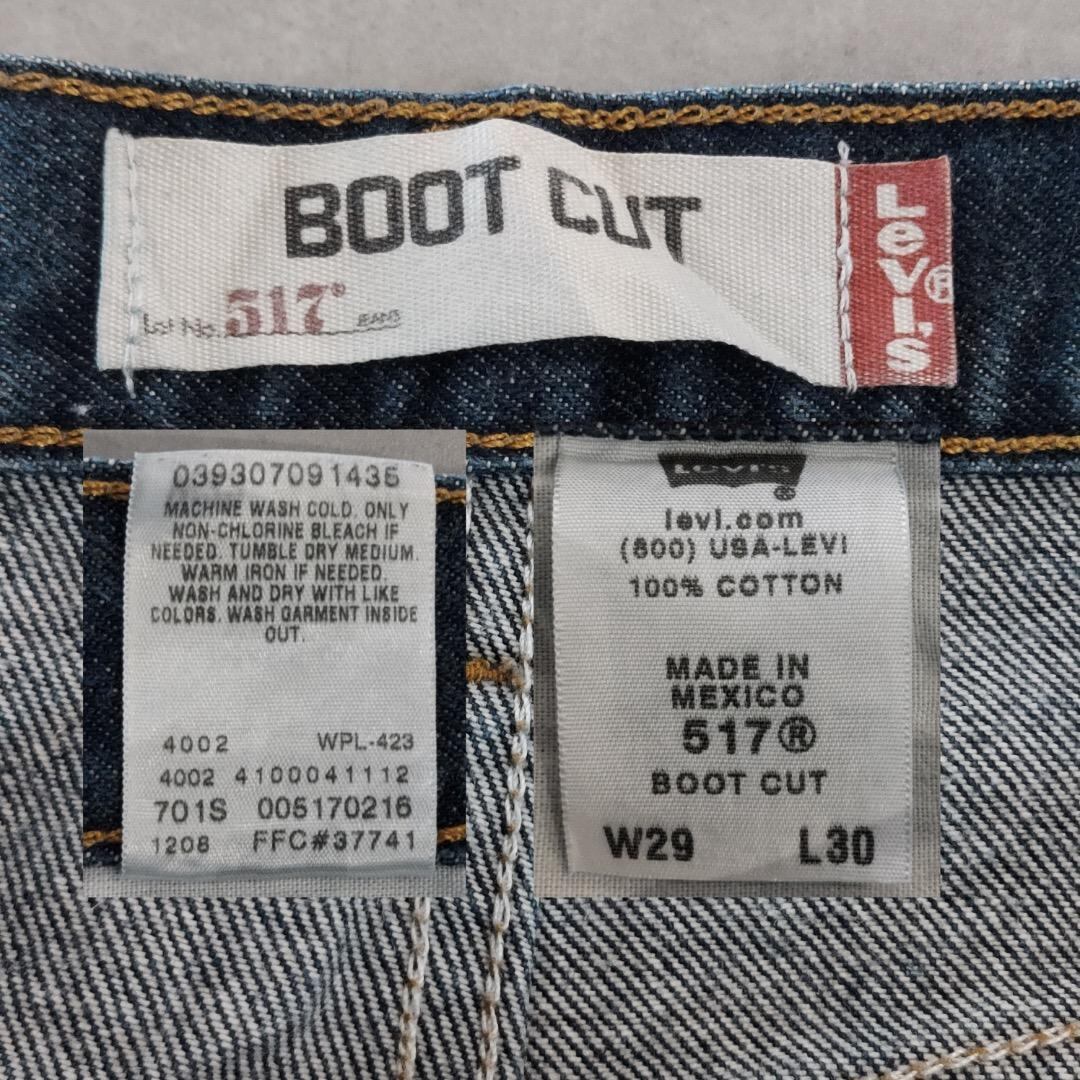 BOOT CUT
Lot No. 517® JEANS
LEVI'S®
039307091435
MACHINE WASH COLD. ONLY
NON-CHLORINE BLEACH IF
NEEDED. TUMBLE DRY MEDIUM.
WARM IRON IF NEEDED.
WASH AND DRY WITH LIKE
COLORS. WASH GARMENT INSIDE
OUT.
4002 WPL-423
4002 4100041112
701S 005170216
1208 FFC#37741
LEVI'S
®
levi.com
(800) USA-LEVI
100% COTTON
MADE IN
MEXICO
517®
BOOT CUT
W29 L30